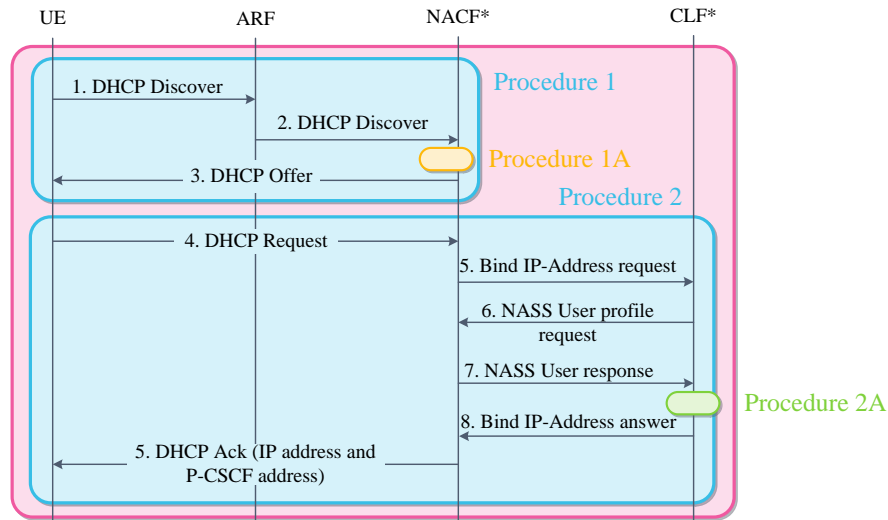 UE
ARF
NACF*
CLF*
Procedure 1
1. DHCP Discover
2. DHCP Discover
Procedure 1A
3. DHCP Offer
Procedure 2
4. DHCP Request
5. Bind IP-Address request
6. NASS User profile
request
7. NASS User response
Procedure 2A
8. Bind IP-Address answer
5. DHCP Ack (IP address and
P-CSCF address)